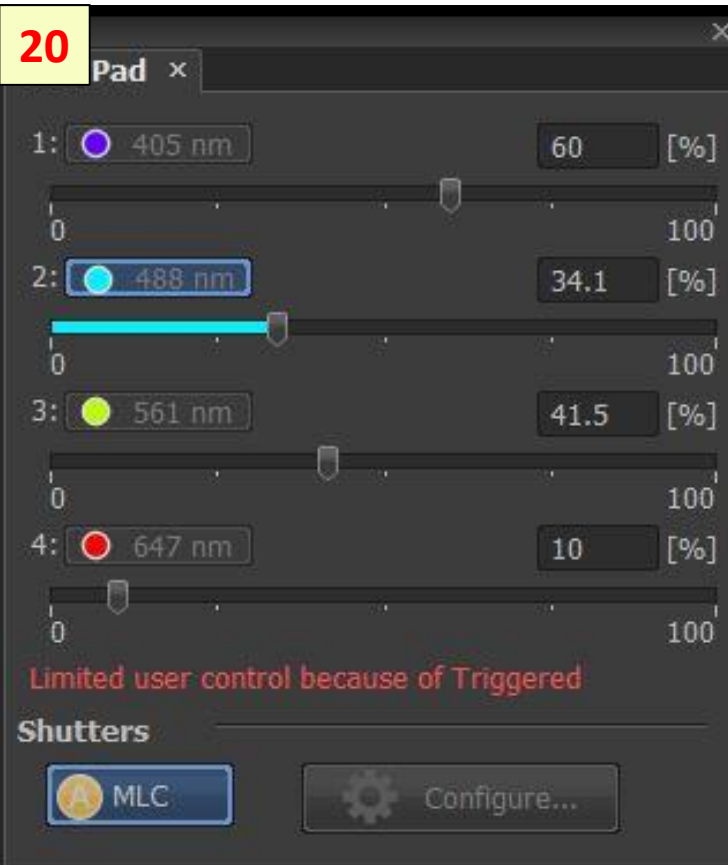 20
Pad ×
×
1: 405 nm 60 [%]
0 100
2: 488 nm 34.1 [%]
0 100
3: 561 nm 41.5 [%]
0 100
4: 647 nm 10 [%]
0 100
Limited user control because of Triggered
Shutters
A MLC Configure...